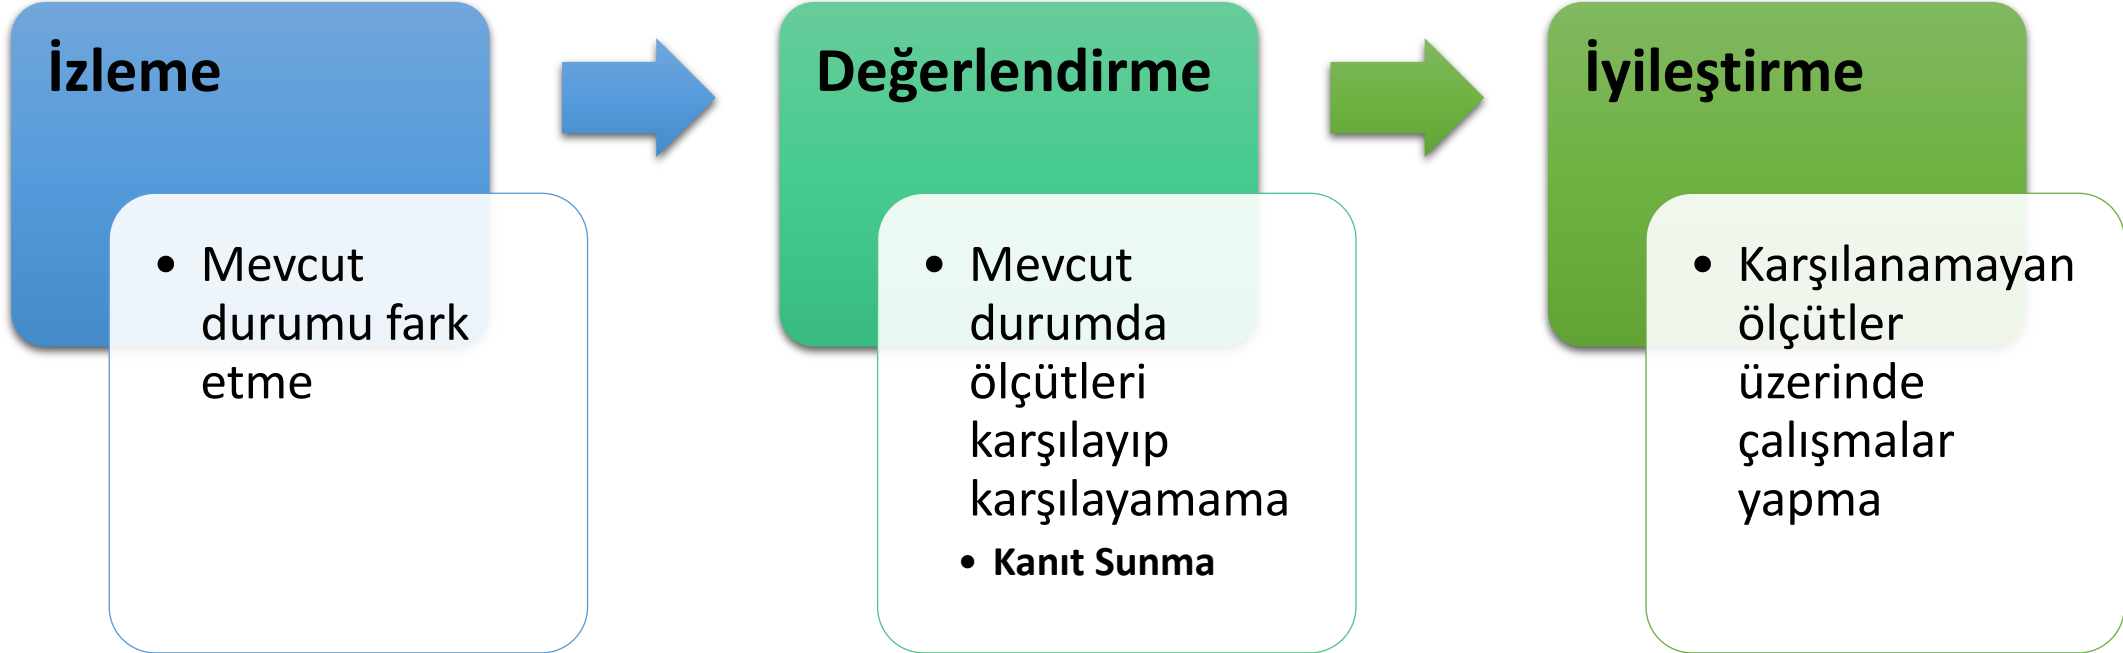 İzleme
• Mevcut
durumu fark
etme
Değerlendirme
• Mevcut
durumda
ölçütleri
karşılayıp
karşılayamama
• Kanıt Sunma
İyileştirme
• Karşılanamayan
ölçütler
üzerinde
çalışmalar
yapma